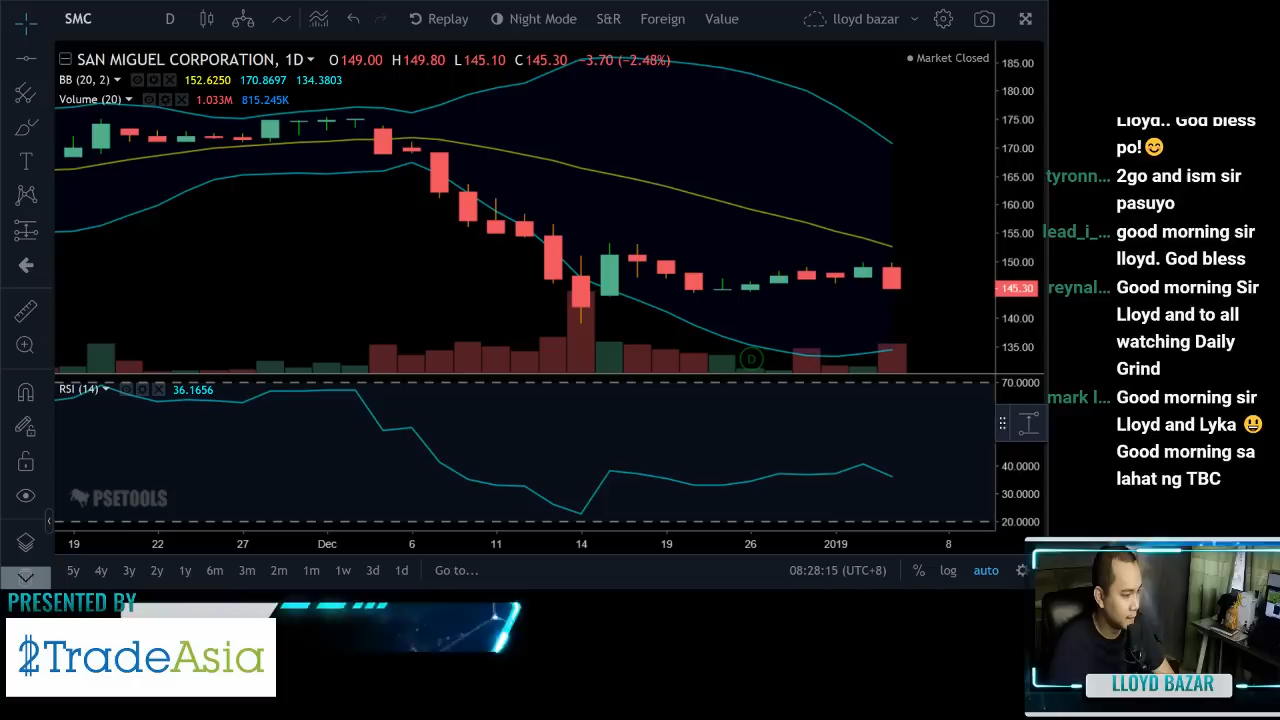 SMC D Replay Night Mode S&R Foreign Value lloyd bazar
SAN MIGUEL CORPORATION, 1D O149.00 H149.80 L145.10 C145.30 −3.70 (−2.48%)
Market Closed
BB (20, 2) 152.6250 170.8697 134.3803
Volume (20) 1.033M 815.245K
185.00
180.00
175.00
170.00
165.00
160.00
155.00
150.00
145.30
140.00
135.00
D
RSI (14) 36.1656
70.0000
40.0000
30.0000
20.0000
PSETOOLS
19 22 27 Dec 6 11 14 19 26 2019 8
5y 4y 3y 2y 1y 6m 3m 2m 1m 1w 3d 1d Go to... 08:28:15 (UTC+8) % log auto
Lloyd.. God bless
po!😊
tyronn... 2go and ism sir
pasuyo
lead_i_... good morning sir
lloyd. God bless
reynal... Good morning Sir
Lloyd and to all
watching Daily
Grind
mark l... Good morning sir
Lloyd and Lyka 😃
Good morning sa
lahat ng TBC
PRESENTED BY
2TradeAsia
LLOYD BAZAR